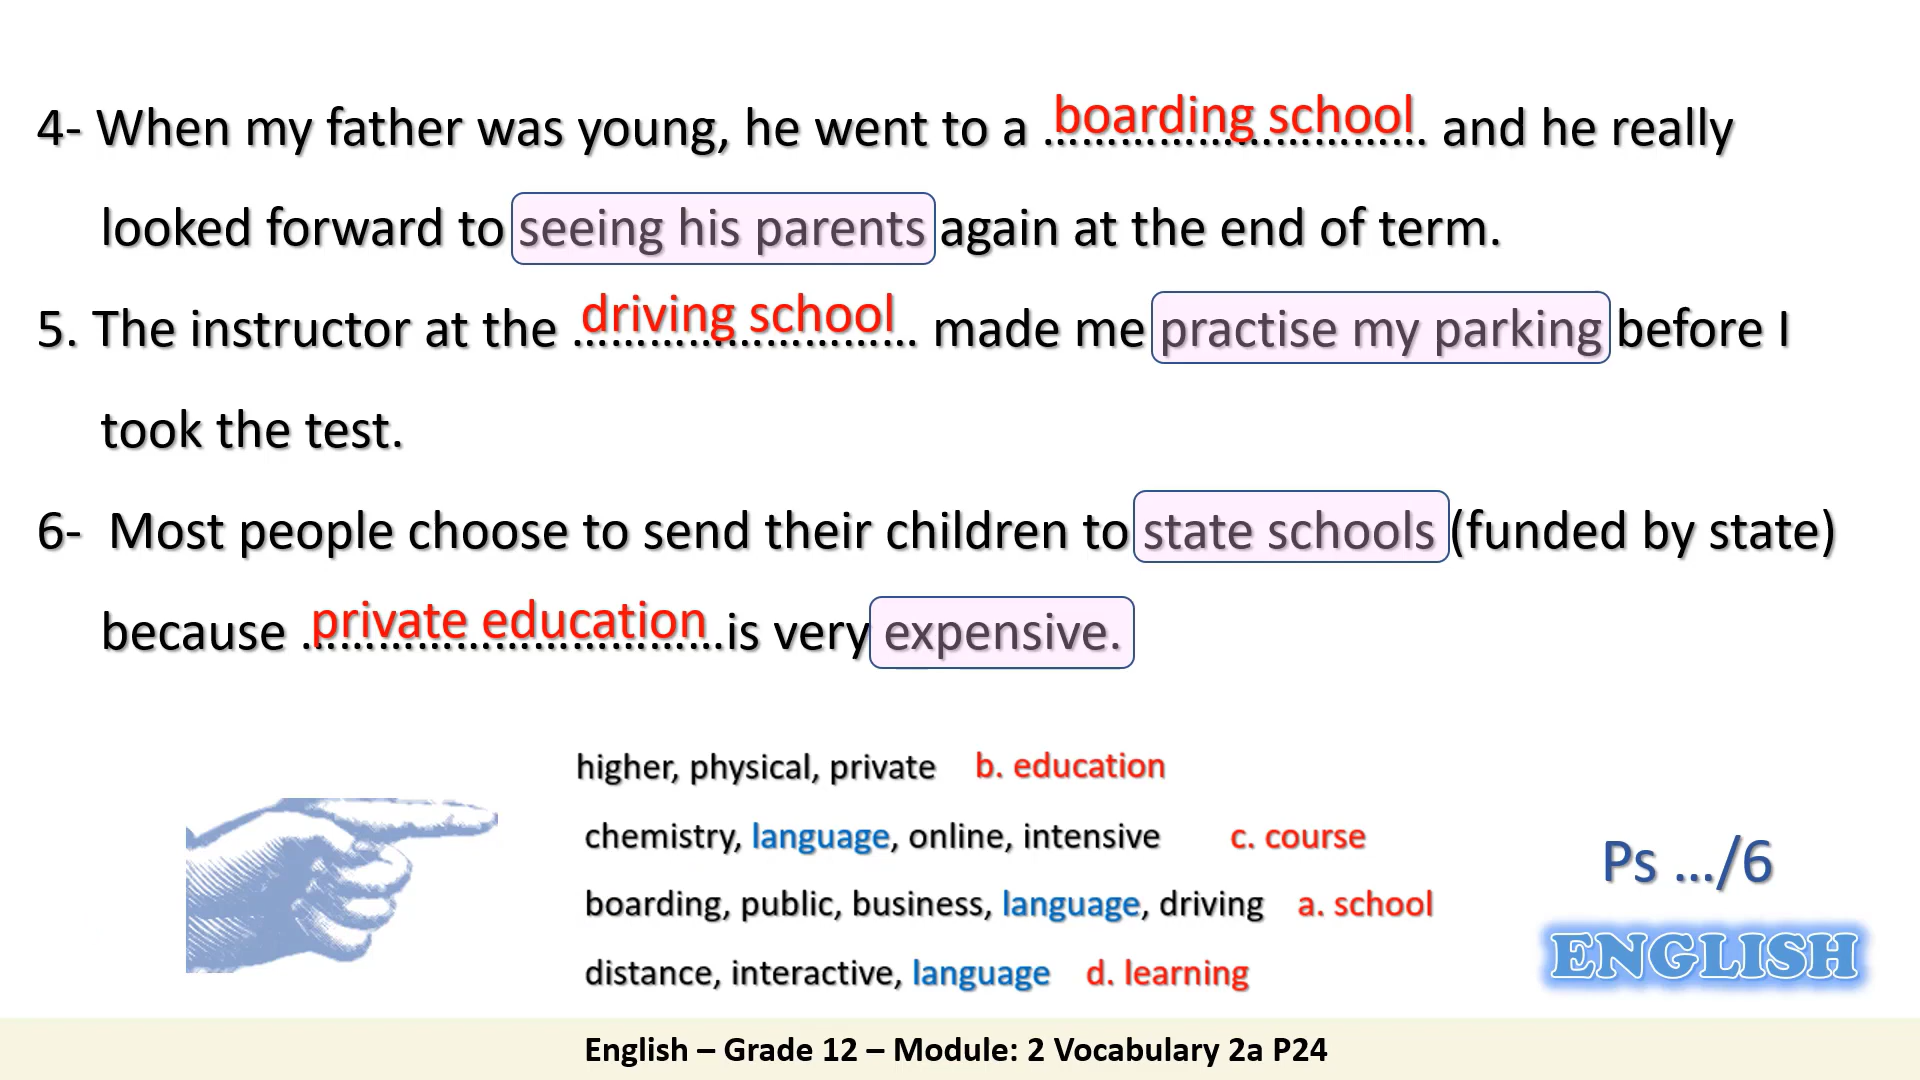 4- When my father was young, he went to a boarding school and he really
looked forward to seeing his parents again at the end of term.
5. The instructor at the driving school made me practise my parking before I
took the test.
6- Most people choose to send their children to state schools (funded by state)
because private education is very expensive.
higher, physical, private b. education
chemistry, language, online, intensive c. course
boarding, public, business, language, driving a. school
distance, interactive, language d. learning
Ps .../6
ENGLISH
English – Grade 12 – Module: 2 Vocabulary 2a P24